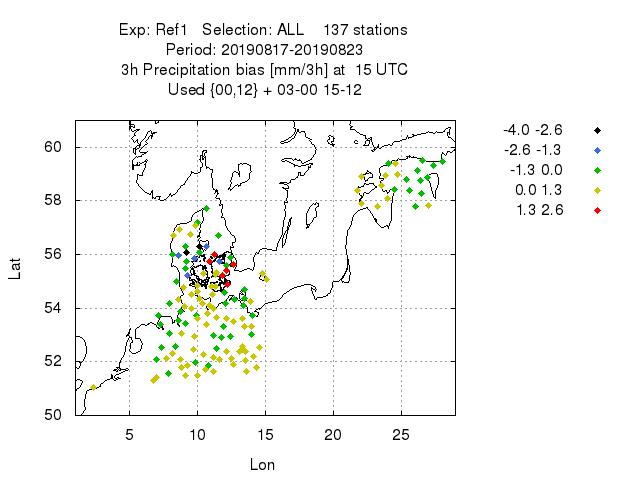 Exp: Ref1 Selection: ALL 137 stations
Period: 20190817-20190823
3h Precipitation bias [mm/3h] at 15 UTC
Used {00,12} + 03-00 15-12
-4.0 -2.6
-2.6 -1.3
-1.3 0.0
0.0 1.3
1.3 2.6
60
58
56
54
52
50
Lat
5 10 15 20 25
Lon